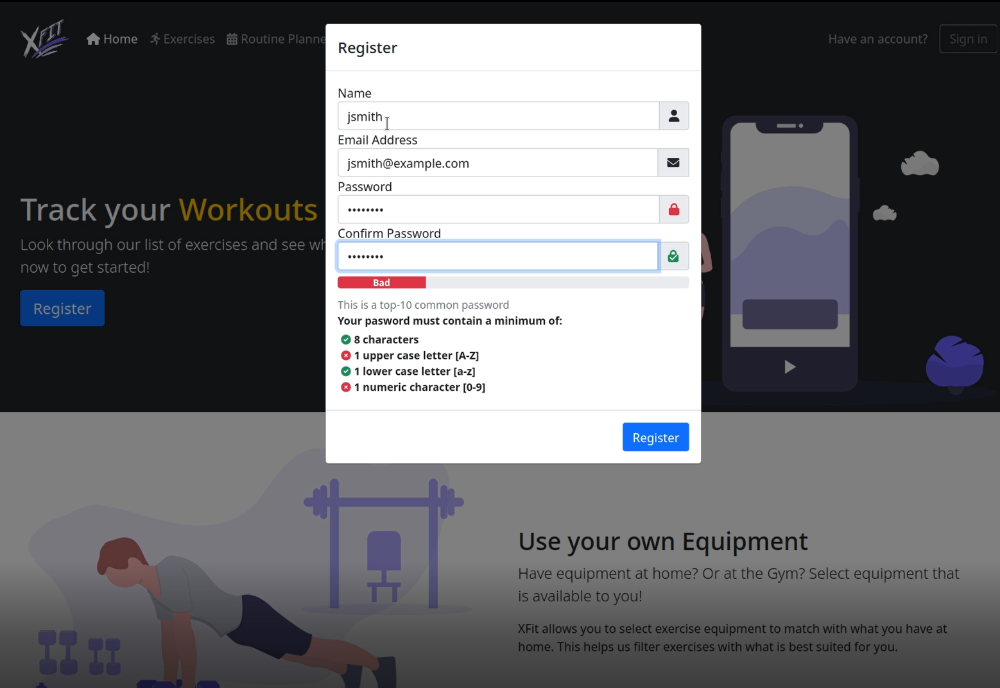 XFIT
Home
Exercises
Routine Planne
Have an account?
Sign in
Register
Name
jsmith
Email Address
jsmith@example.com
Password
••••••••
Confirm Password
••••••••
Bad
This is a top-10 common password
Your pasword must contain a minimum of:
8 characters
1 upper case letter [A-Z]
1 lower case letter [a-z]
1 numeric character [0-9]
Register
Track your Workouts
Look through our list of exercises and see wh
now to get started!
Register
Use your own Equipment
Have equipment at home? Or at the Gym? Select equipment that
is available to you!
XFit allows you to select exercise equipment to match with what you have at
home. This helps us filter exercises with what is best suited for you.